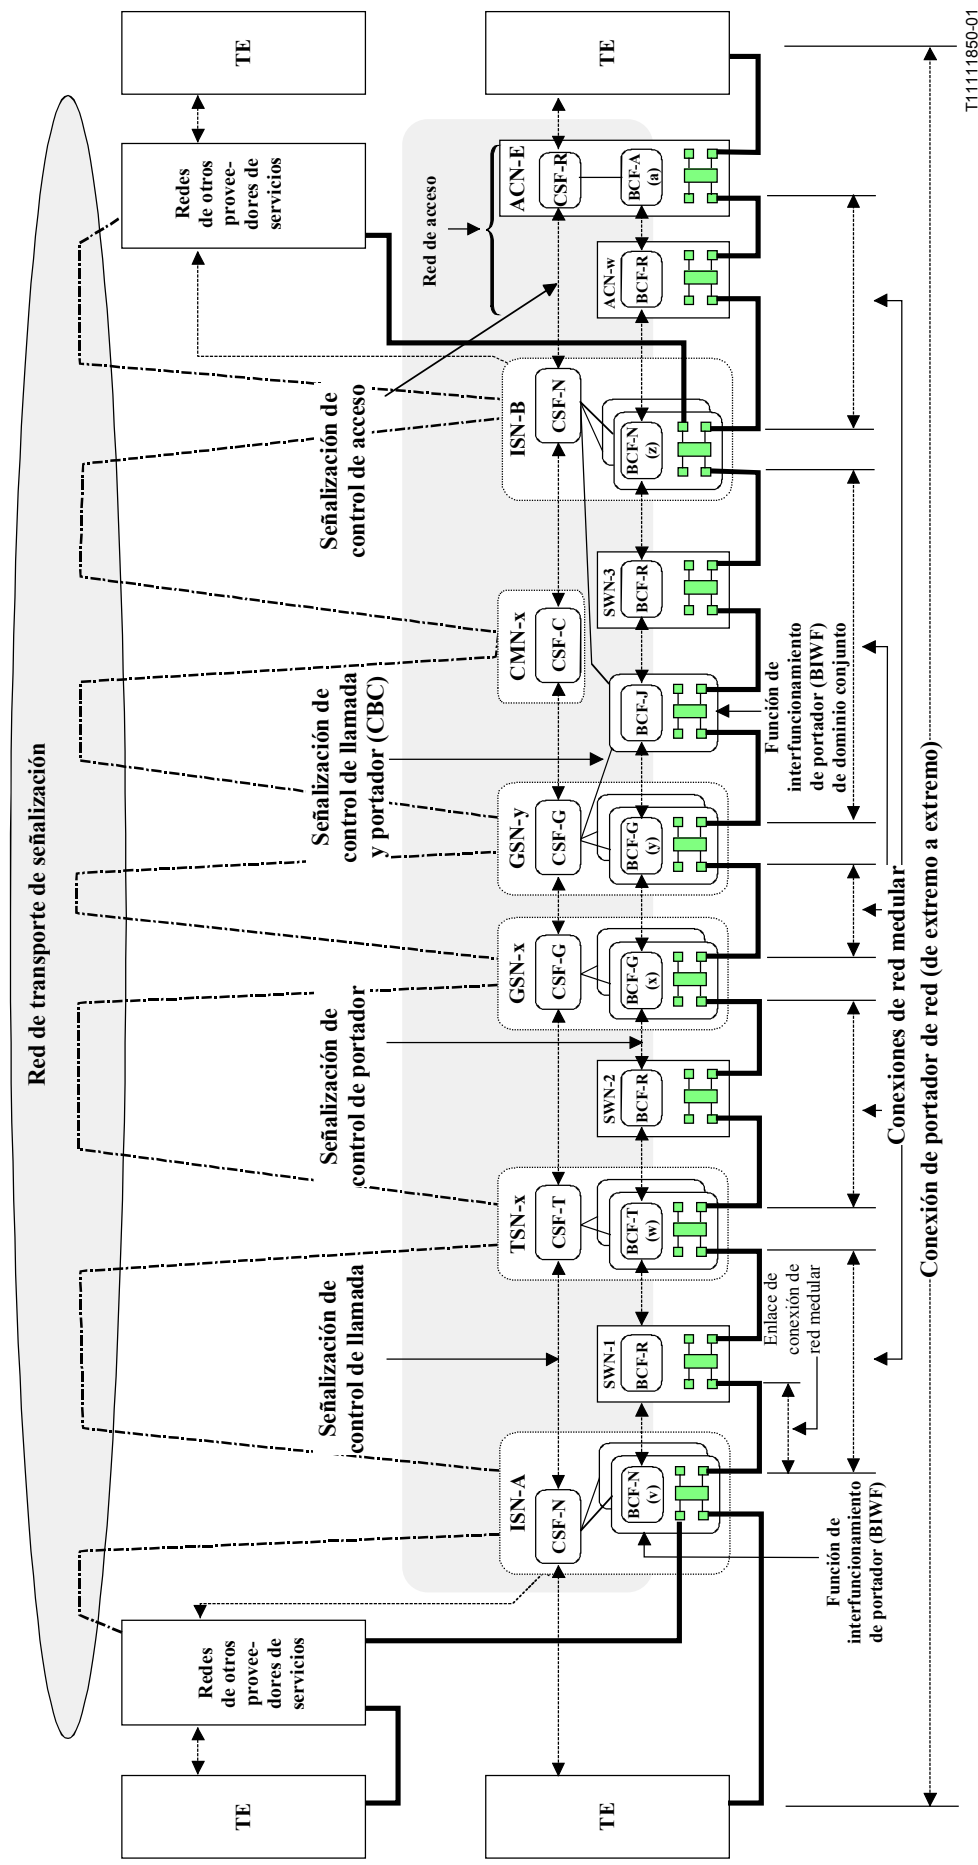 Red de transporte de señalización
TE
Redes
de otros
provee-
dores de
servicios
Redes
de otros
provee-
dores de
servicios
TE
Señalización de
control de llamada
Señalización de
control de portador
Señalización de
control de llamada
y portador (CBC)
Señalización de
control de acceso
Red de acceso
TE
ISN-A
CSF-N
BCF-N
(v)
SWN-1
BCF-R
TSN-x
CSF-T
BCF-T
(w)
SWN-2
BCF-R
GSN-x
CSF-G
BCF-G
(x)
GSN-y
CSF-G
BCF-G
(y)
BCF-J
CMN-x
CSF-C
SWN-3
BCF-R
ISN-B
CSF-N
BCF-N
(z)
ACN-w
BCF-R
ACN-E
CSF-R
BCF-A
(a)
TE
Función de
interfuncionamiento
de portador (BIWF)
Enlace de
conexión de
red medular
Función de
interfuncionamiento
de portador (BIWF)
de dominio conjunto
Conexiones de red medular
Conexión de portador de red (de extremo a extremo)
T11111850-01